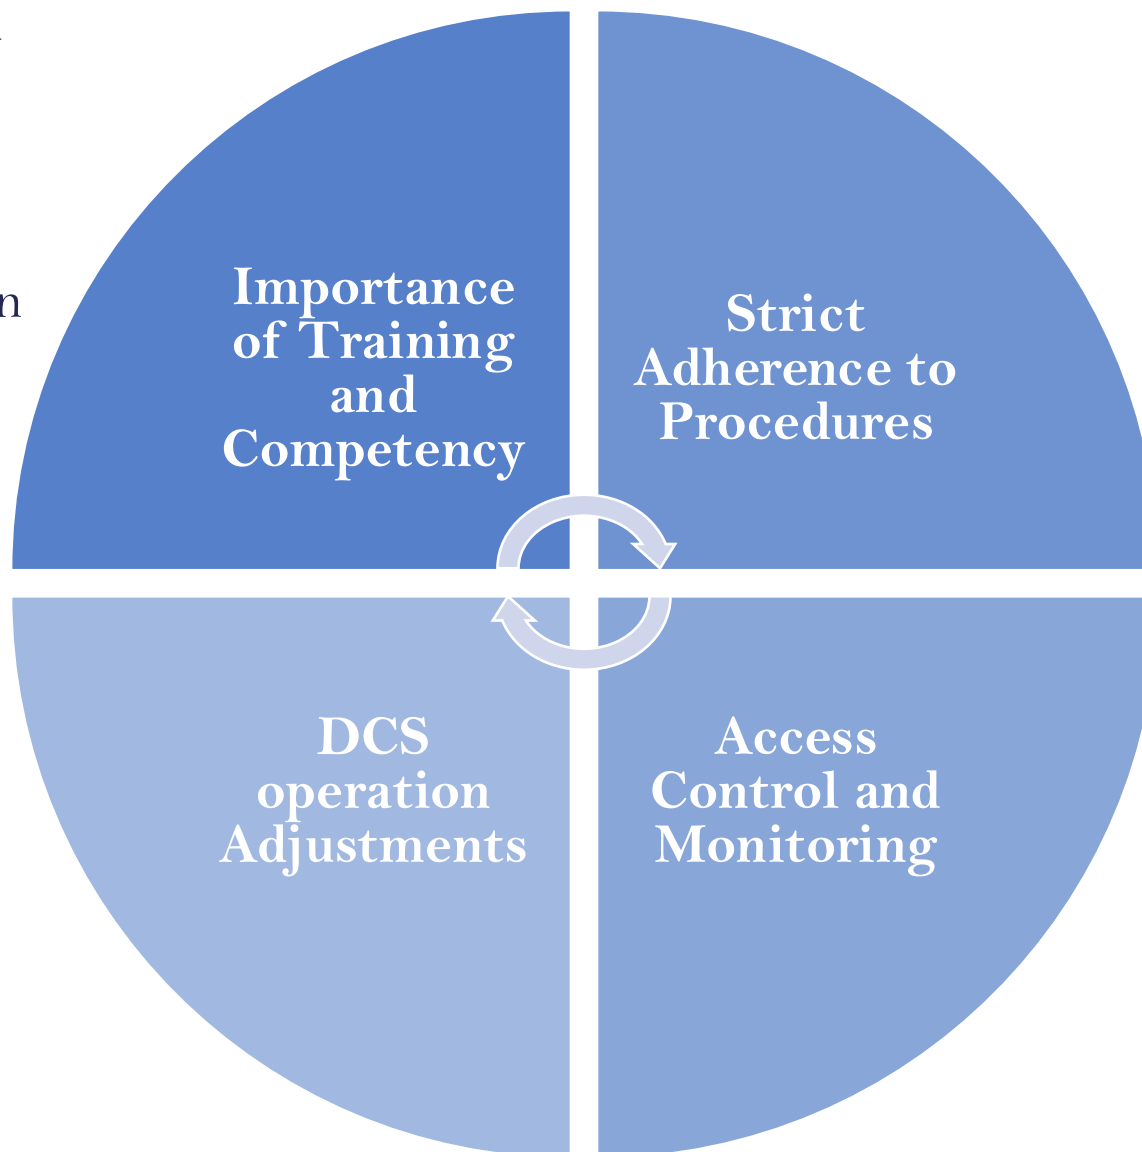 n
Importance
of Training
and
Competency
Strict
Adherence to
Procedures
DCS
operation
Adjustments
Access
Control and
Monitoring